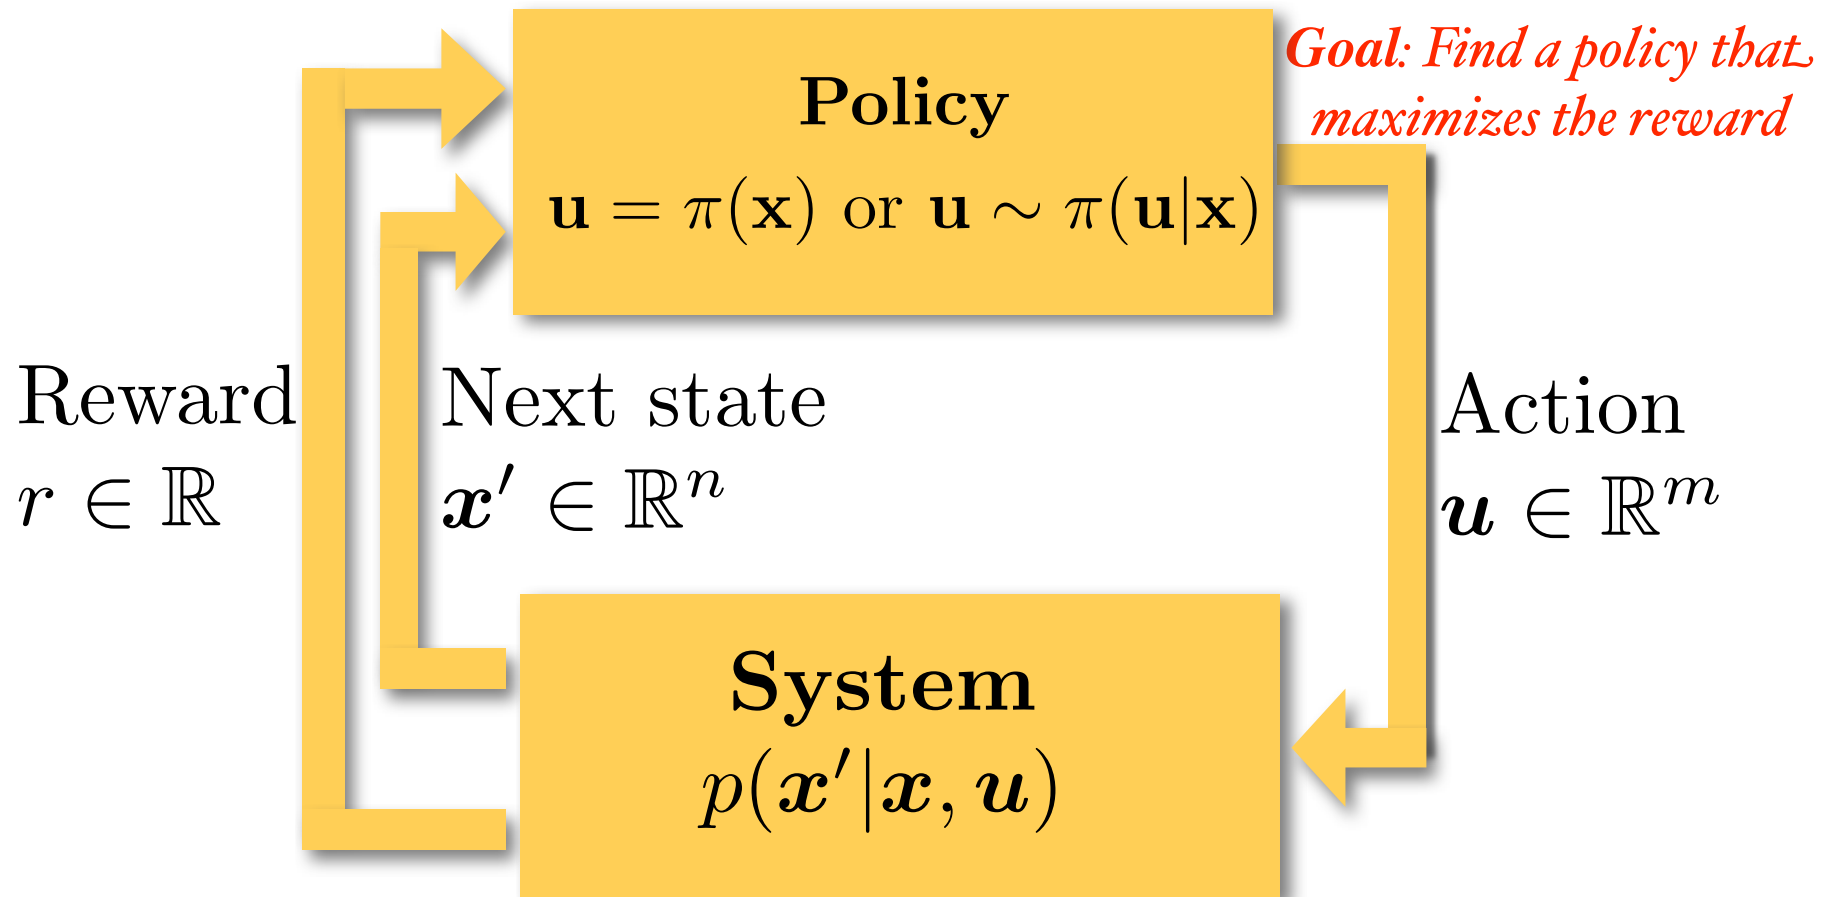 Policy
u = π(x) or u ∼ π(u|x)
Goal: Find a policy that
maximizes the reward
Reward
r ∈ ℝ
Next state
x′ ∈ ℝⁿ
Action
u ∈ ℝᵐ
System
p(x′|x, u)